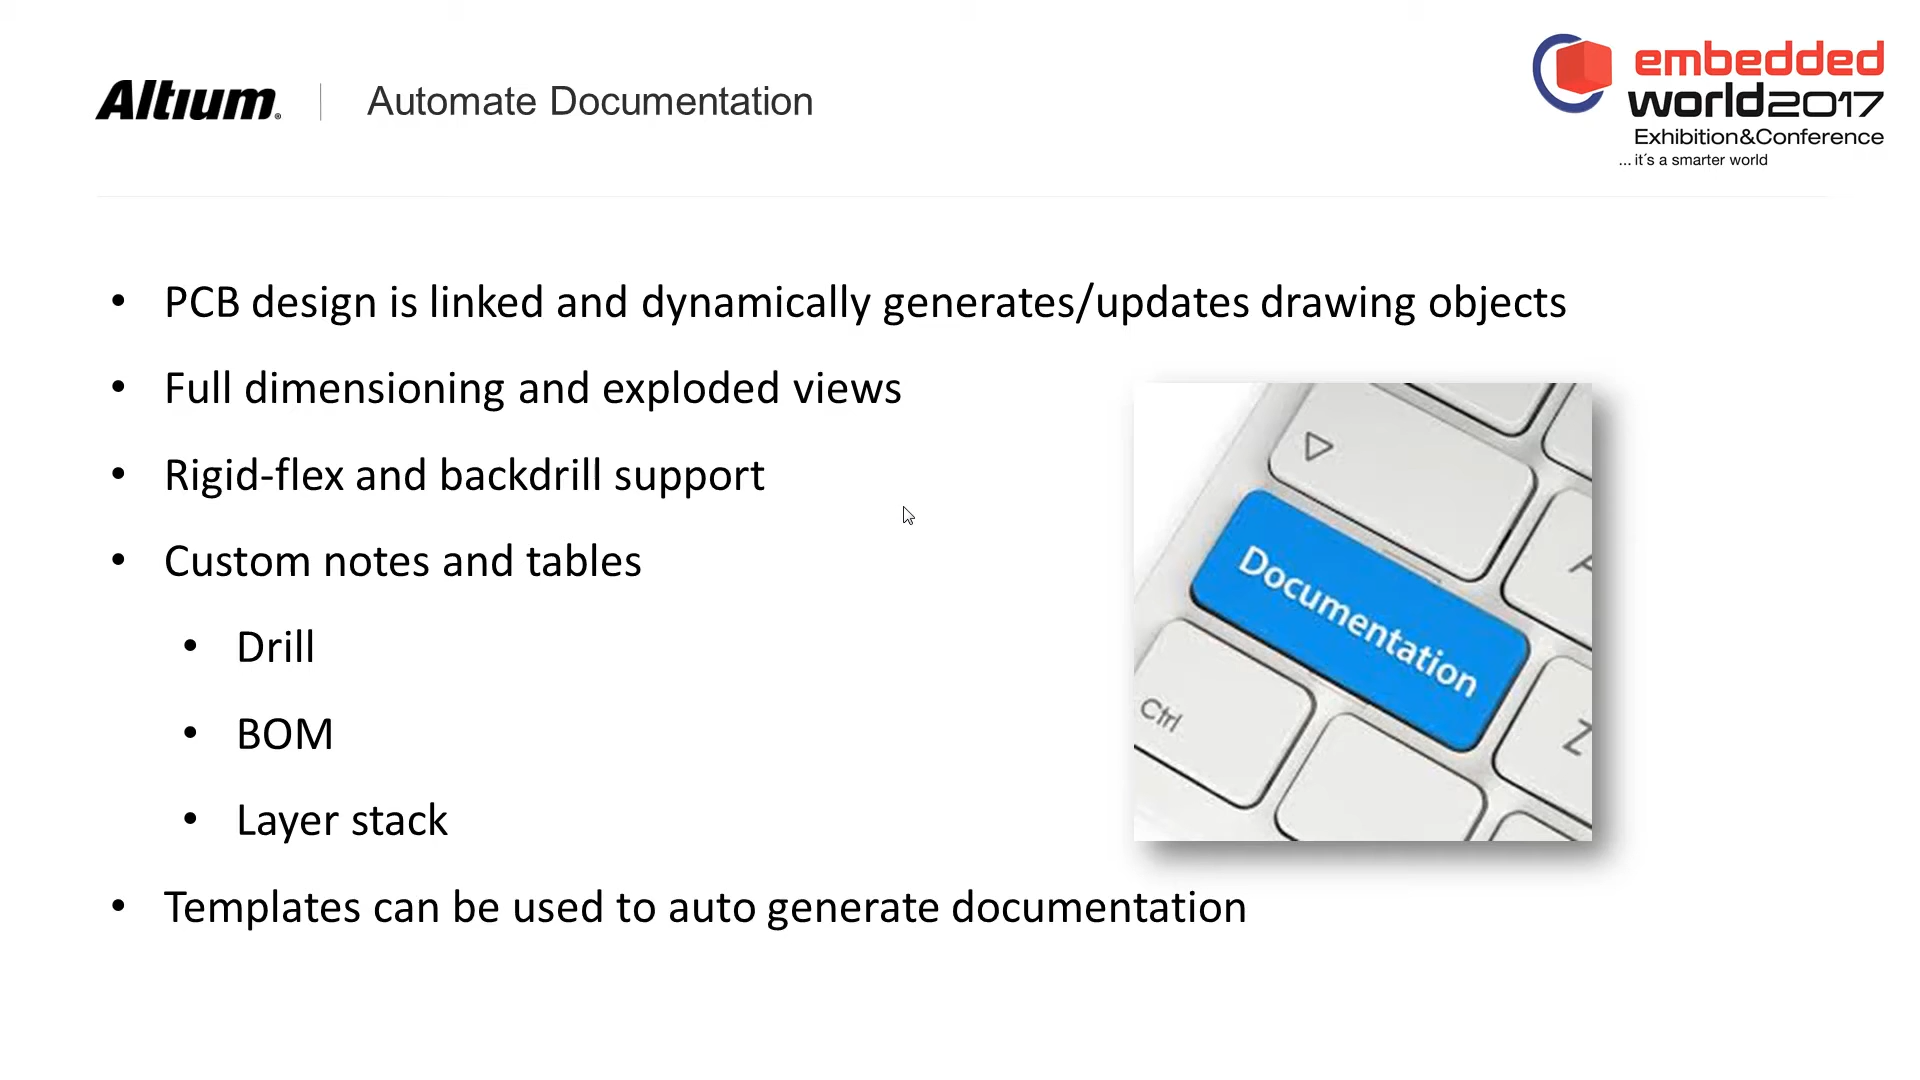 Altium.
Automate Documentation
embedded
world2017
Exhibition&Conference
... it's a smarter world
• PCB design is linked and dynamically generates/updates drawing objects
• Full dimensioning and exploded views
• Rigid-flex and backdrill support
• Custom notes and tables
• Drill
• BOM
• Layer stack
• Templates can be used to auto generate documentation
Documentation
Ctrl
A
Z